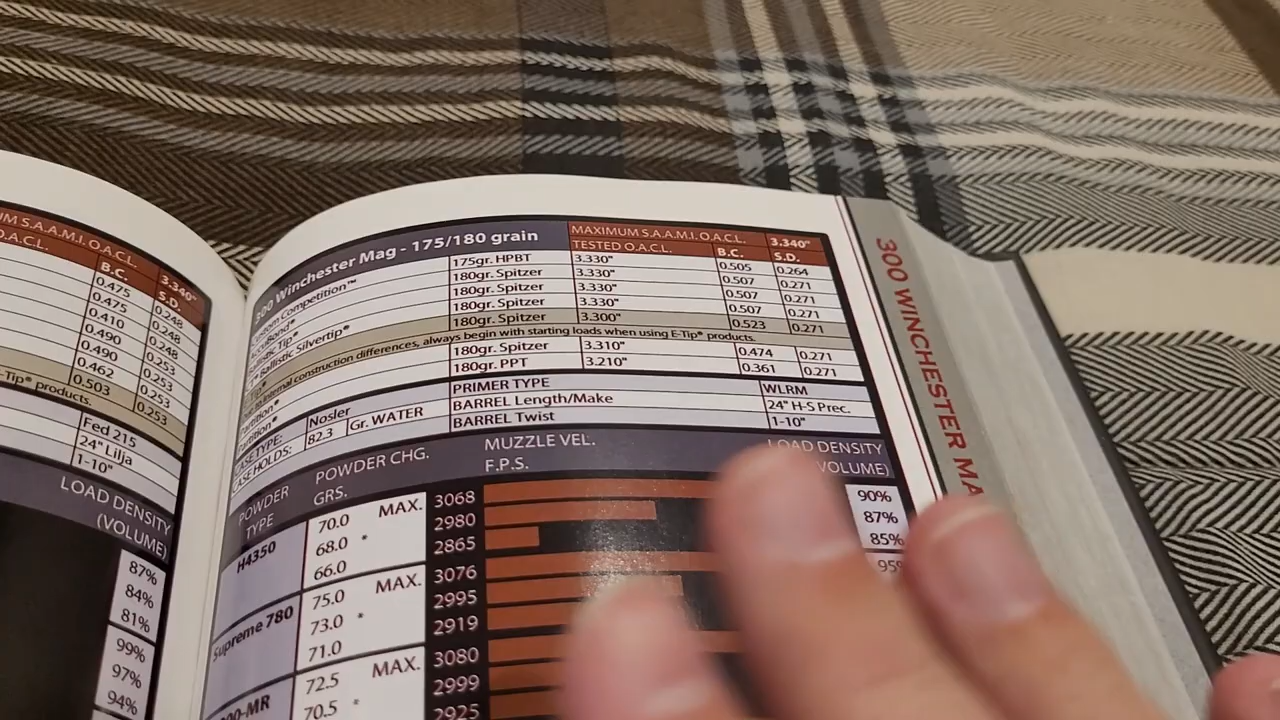 UM S.A.A.M.I. O.A.C.L. 3.340"
O.A.C.L. B.C. S.D.
0.475 0.248
0.475 0.248
0.410 0.248
0.490 0.253
0.490 0.253
0.462 0.253
E-Tip® products. 0.503 0.253
Fed 215
24" Lilja
1-10"
LOAD DENSITY
(VOLUME)
87%
84%
81%
99%
97%
94%
300 Winchester Mag - 175/180 grain MAXIMUM S.A.A.M.I. O.A.C.L. 3.340"
TESTED O.A.C.L. B.C. S.D.
Competition™ 175gr. HPBT 3.330" 0.505 0.264
180gr. Spitzer 3.330" 0.507 0.271
180gr. Spitzer 3.330" 0.507 0.271
Ballistic Silvertip® 180gr. Spitzer 3.330" 0.507 0.271
180gr. Spitzer 3.300" 0.523 0.271
construction differences, always begin with starting loads when using E-Tip® products.
180gr. Spitzer 3.310" 0.474 0.271
180gr. PPT 3.210" 0.361 0.271
CASE TYPE: Nosler PRIMER TYPE WLRM
CASE HOLDS: 82.3 Gr. WATER BARREL Length/Make 24" H-S Prec.
BARREL Twist 1-10"
POWDER TYPE POWDER CHG. GRS. MUZZLE VEL. F.P.S. LOAD DENSITY VOLUME)
H4350 70.0 MAX. 3068 90%
68.0 * 2980 87%
66.0 2865 85%
Supreme 780 75.0 MAX. 3076
73.0 * 2995
71.0 2919
-MR 72.5 MAX. 3080
70.5 * 2999
2925
300 WINCHESTER MA